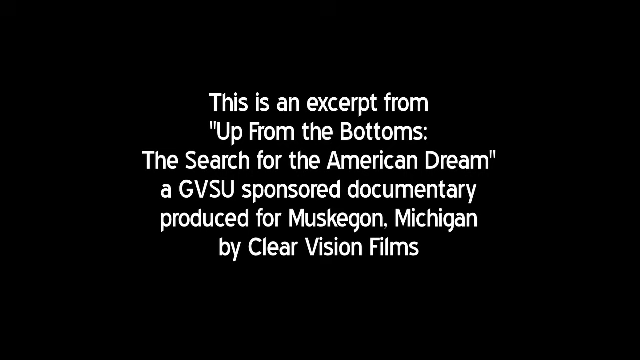 This is an excerpt from
"Up From the Bottoms:
The Search for the American Dream"
a GVSU sponsored documentary
produced for Muskegon, Michigan
by Clear Vision Films